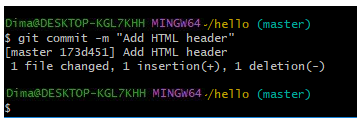 Dima@DESKTOP-KGL7KHH MINGW64 ~/hello (master)
$ git commit -m "Add HTML header"
[master 173d451] Add HTML header
1 file changed, 1 insertion(+), 1 deletion(-)
Dima@DESKTOP-KGL7KHH MINGW64 ~/hello (master)
$